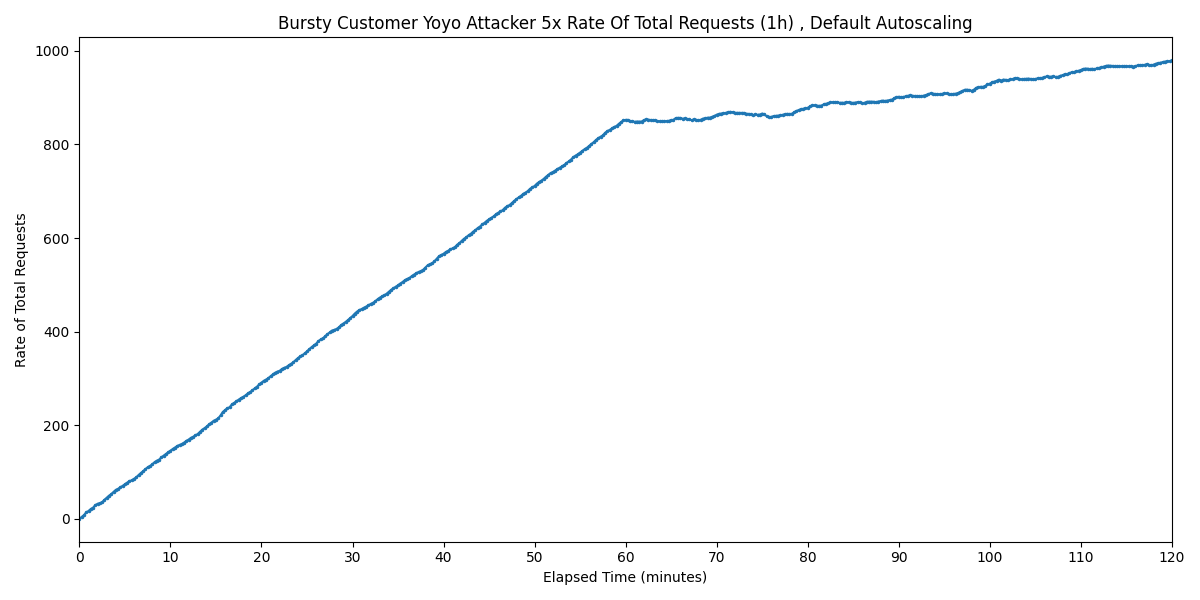 Bursty Customer Yoyo Attacker 5x Rate Of Total Requests (1h) , Default Autoscaling
1000
800
600
400
200
0
Rate of Total Requests
0 10 20 30 40 50 60 70 80 90 100 110 120
Elapsed Time (minutes)